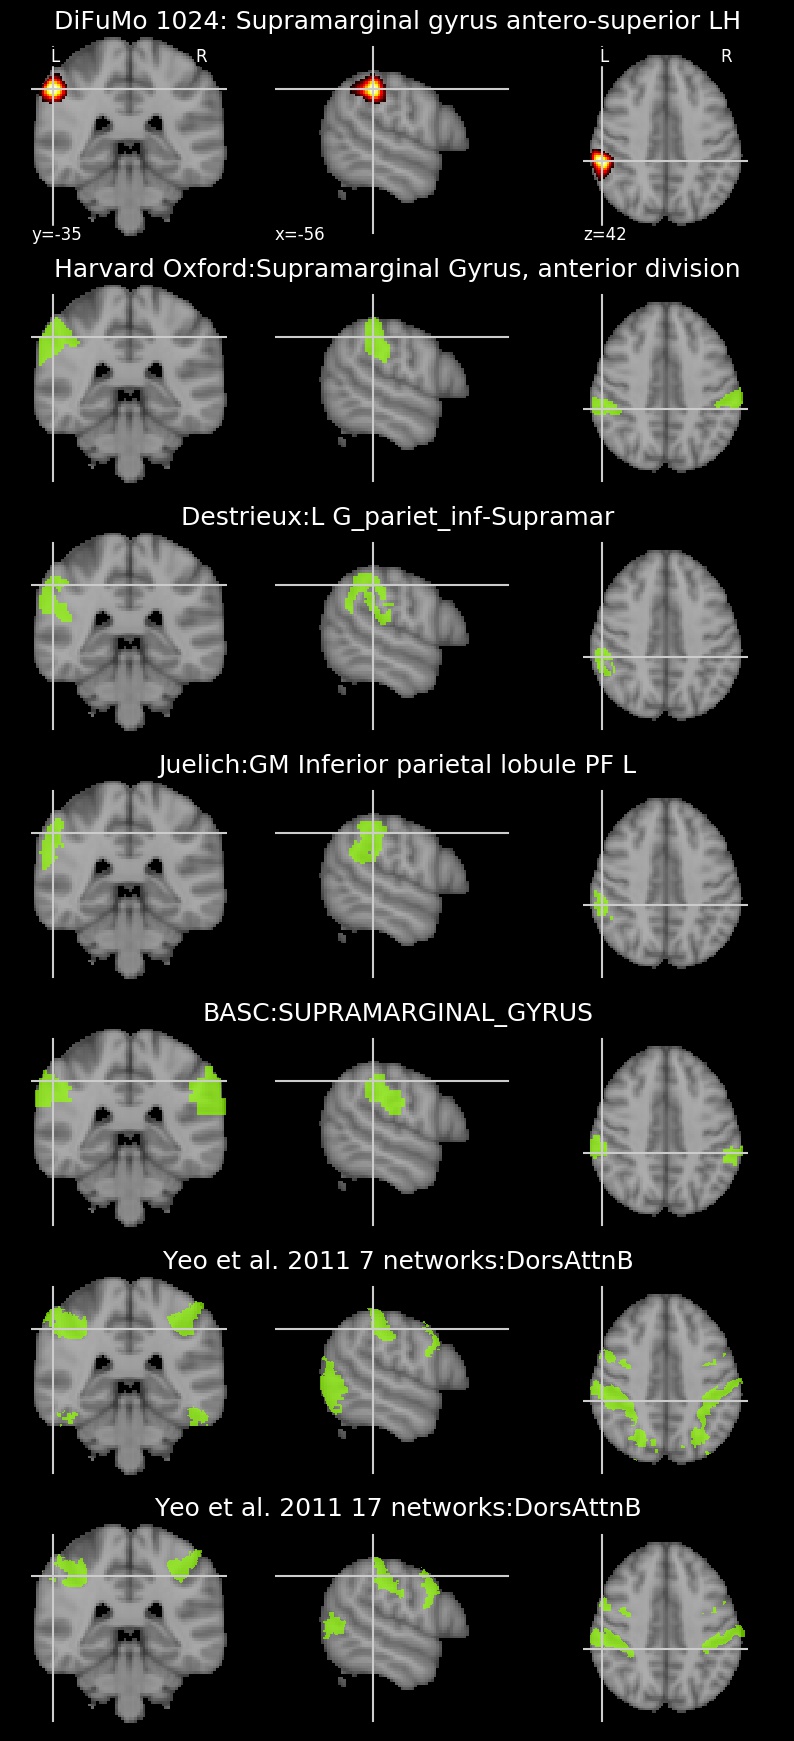 DiFuMo 1024: Supramarginal gyrus antero-superior LH
L R L R
y=-35 x=-56 z=42
Harvard Oxford:Supramarginal Gyrus, anterior division
Destrieux:L G_pariet_inf-Supramar
Juelich:GM Inferior parietal lobule PF L
BASC:SUPRAMARGINAL_GYRUS
Yeo et al. 2011 7 networks:DorsAttnB
Yeo et al. 2011 17 networks:DorsAttnB